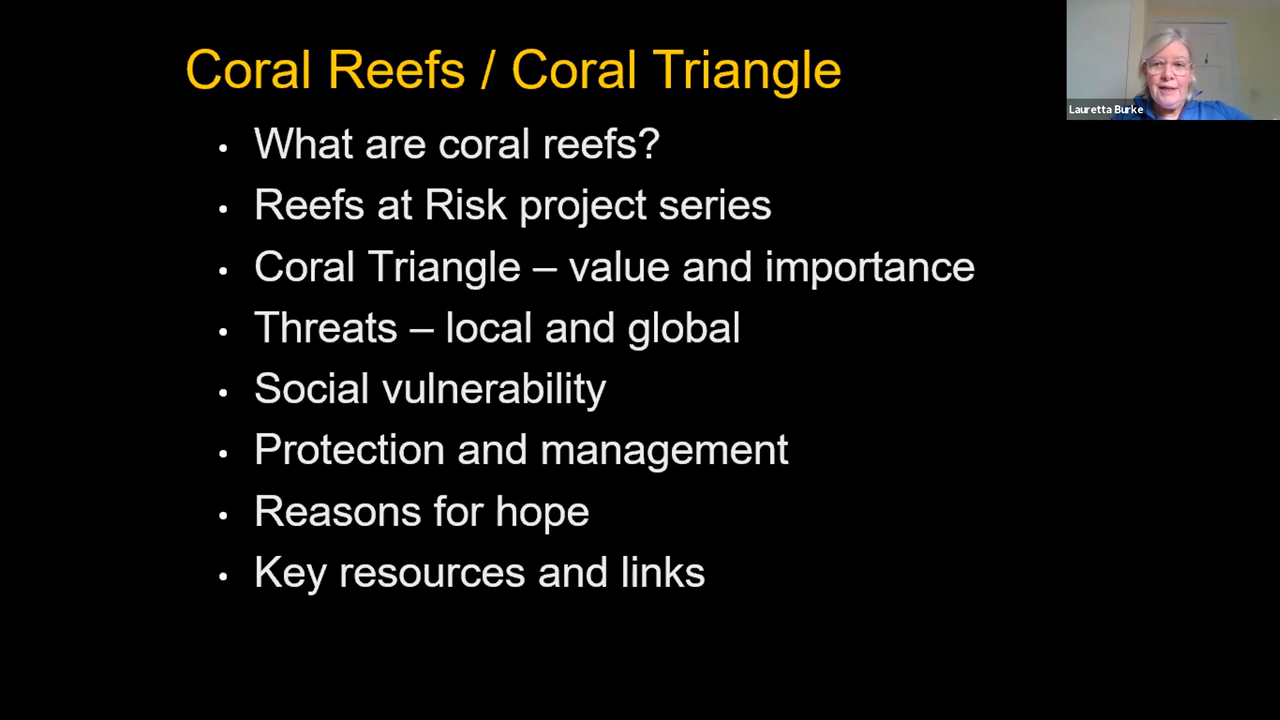 Coral Reefs / Coral Triangle
• What are coral reefs?
• Reefs at Risk project series
• Coral Triangle – value and importance
• Threats – local and global
• Social vulnerability
• Protection and management
• Reasons for hope
• Key resources and links
Lauretta Burke